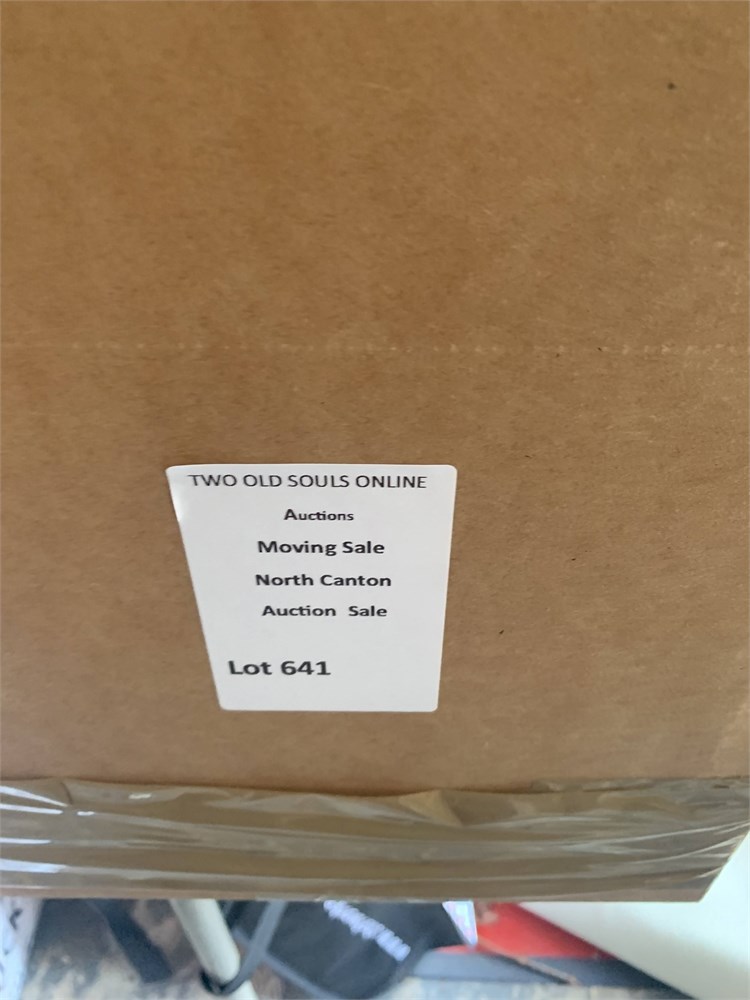 TWO OLD SOULS ONLINE
Auctions
Moving Sale
North Canton
Auction Sale
Lot 641